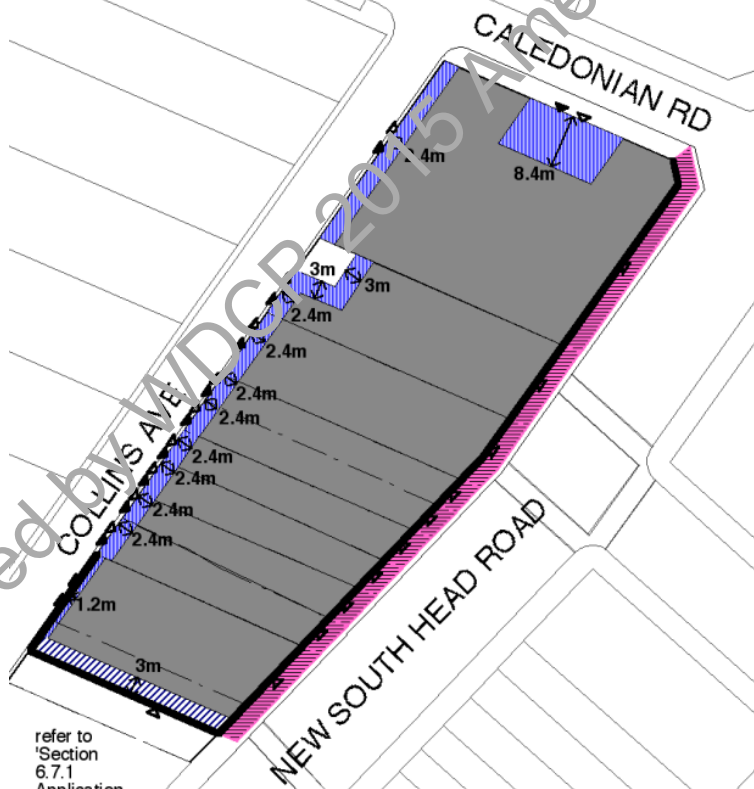 CALEDONIAN RD
2.4m
8.4m
3m
3m
2.4m
2.4m
2.4m
2.4m
2.4m
2.4m
2.4m
2.4m
1.2m
3m
COLLINS AVE
NEW SOUTH HEAD ROAD
refer to
'Section
6.7.1
Application
ed by WDCP 2015 Ame